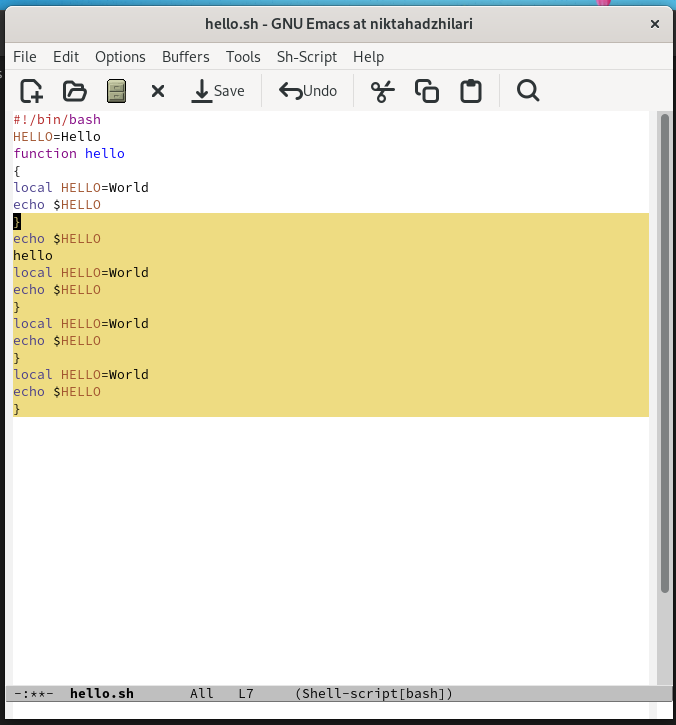 hello.sh - GNU Emacs at niktahadzhilari
File Edit Options Buffers Tools Sh-Script Help
Save Undo
#!/bin/bash
HELLO=Hello
function hello
{
local HELLO=World
echo $HELLO
}
echo $HELLO
hello
local HELLO=World
echo $HELLO
}
local HELLO=World
echo $HELLO
}
local HELLO=World
echo $HELLO
}
-:**- hello.sh All L7 (Shell-script[bash])